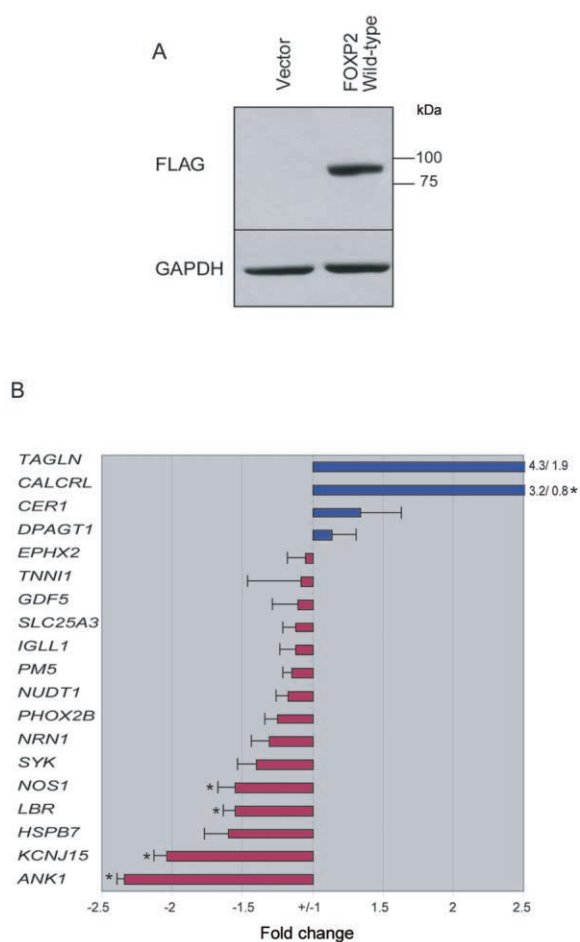 A
Vector
FOXP2
Wild-type
kDa
FLAG
100
75
GAPDH
B
TAGLN
4.3/ 1.9
CALCRL
3.2/ 0.8 *
CER1
DPAGT1
EPHX2
TNNI1
GDF5
SLC25A3
IGLL1
PM5
NUDT1
PHOX2B
NRN1
SYK
NOS1
*
LBR
*
HSPB7
KCNJ15
*
ANK1
*
-2.5 -2 -1.5 +/-1 1.5 2 2.5
Fold change